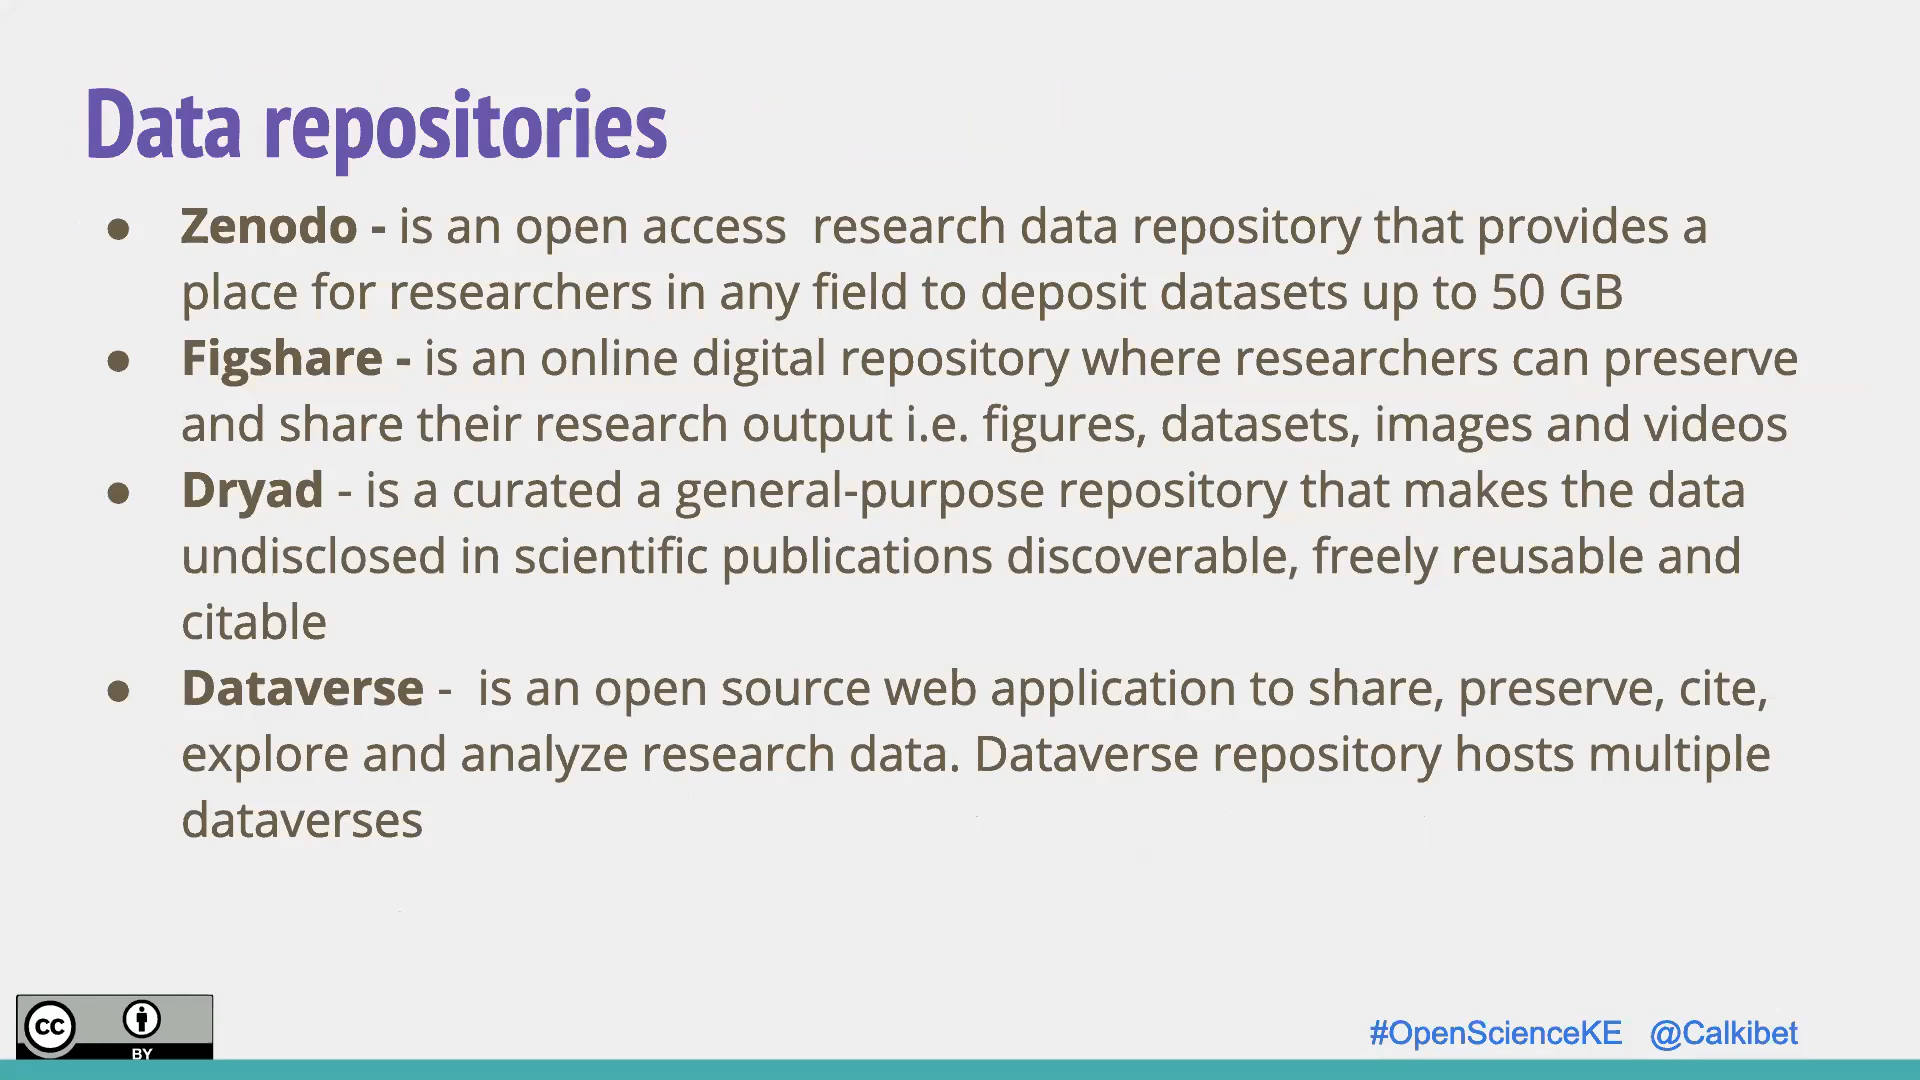 Data repositories
● Zenodo - is an open access  research data repository that provides a
place for researchers in any field to deposit datasets up to 50 GB
● Figshare - is an online digital repository where researchers can preserve
and share their research output i.e. figures, datasets, images and videos
● Dryad - is a curated a general-purpose repository that makes the data
undisclosed in scientific publications discoverable, freely reusable and
citable
● Dataverse -  is an open source web application to share, preserve, cite,
explore and analyze research data. Dataverse repository hosts multiple
dataverses
cc
BY
#OpenScienceKE @Calkibet